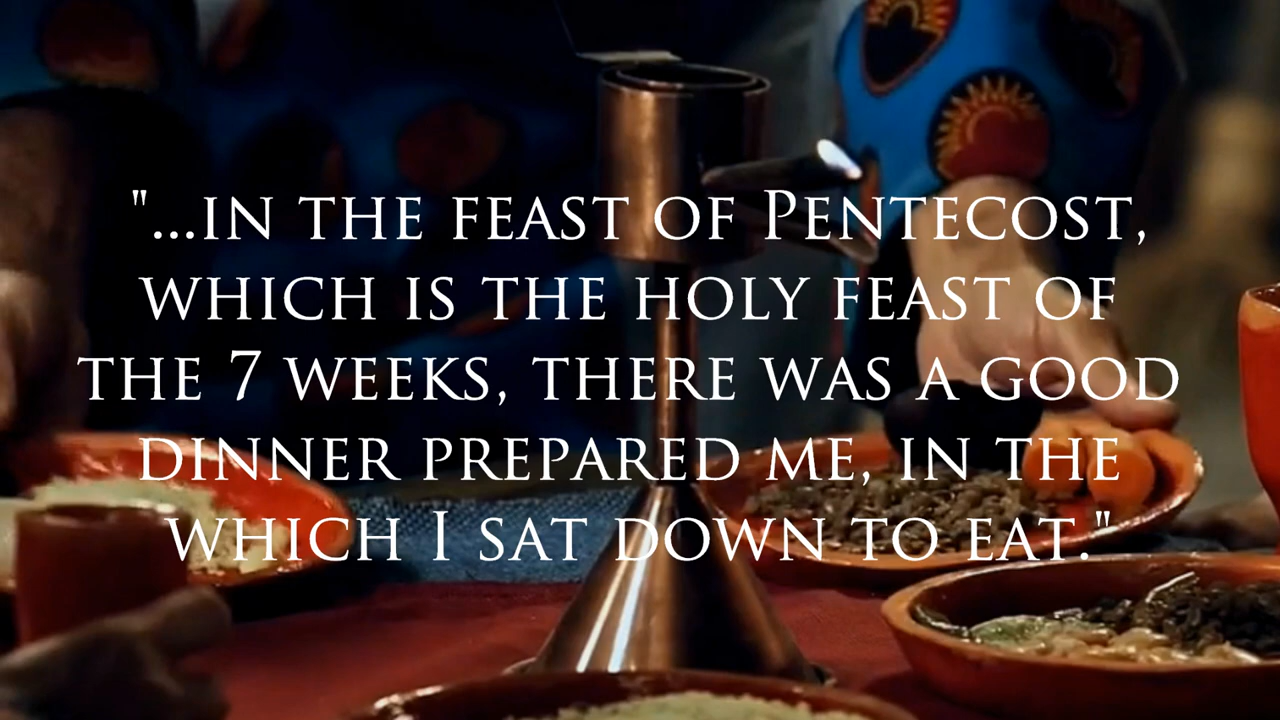 "...in the feast of Pentecost,
which is the holy feast of
the 7 weeks, there was a good
dinner prepared me, in the
which I sat down to eat."